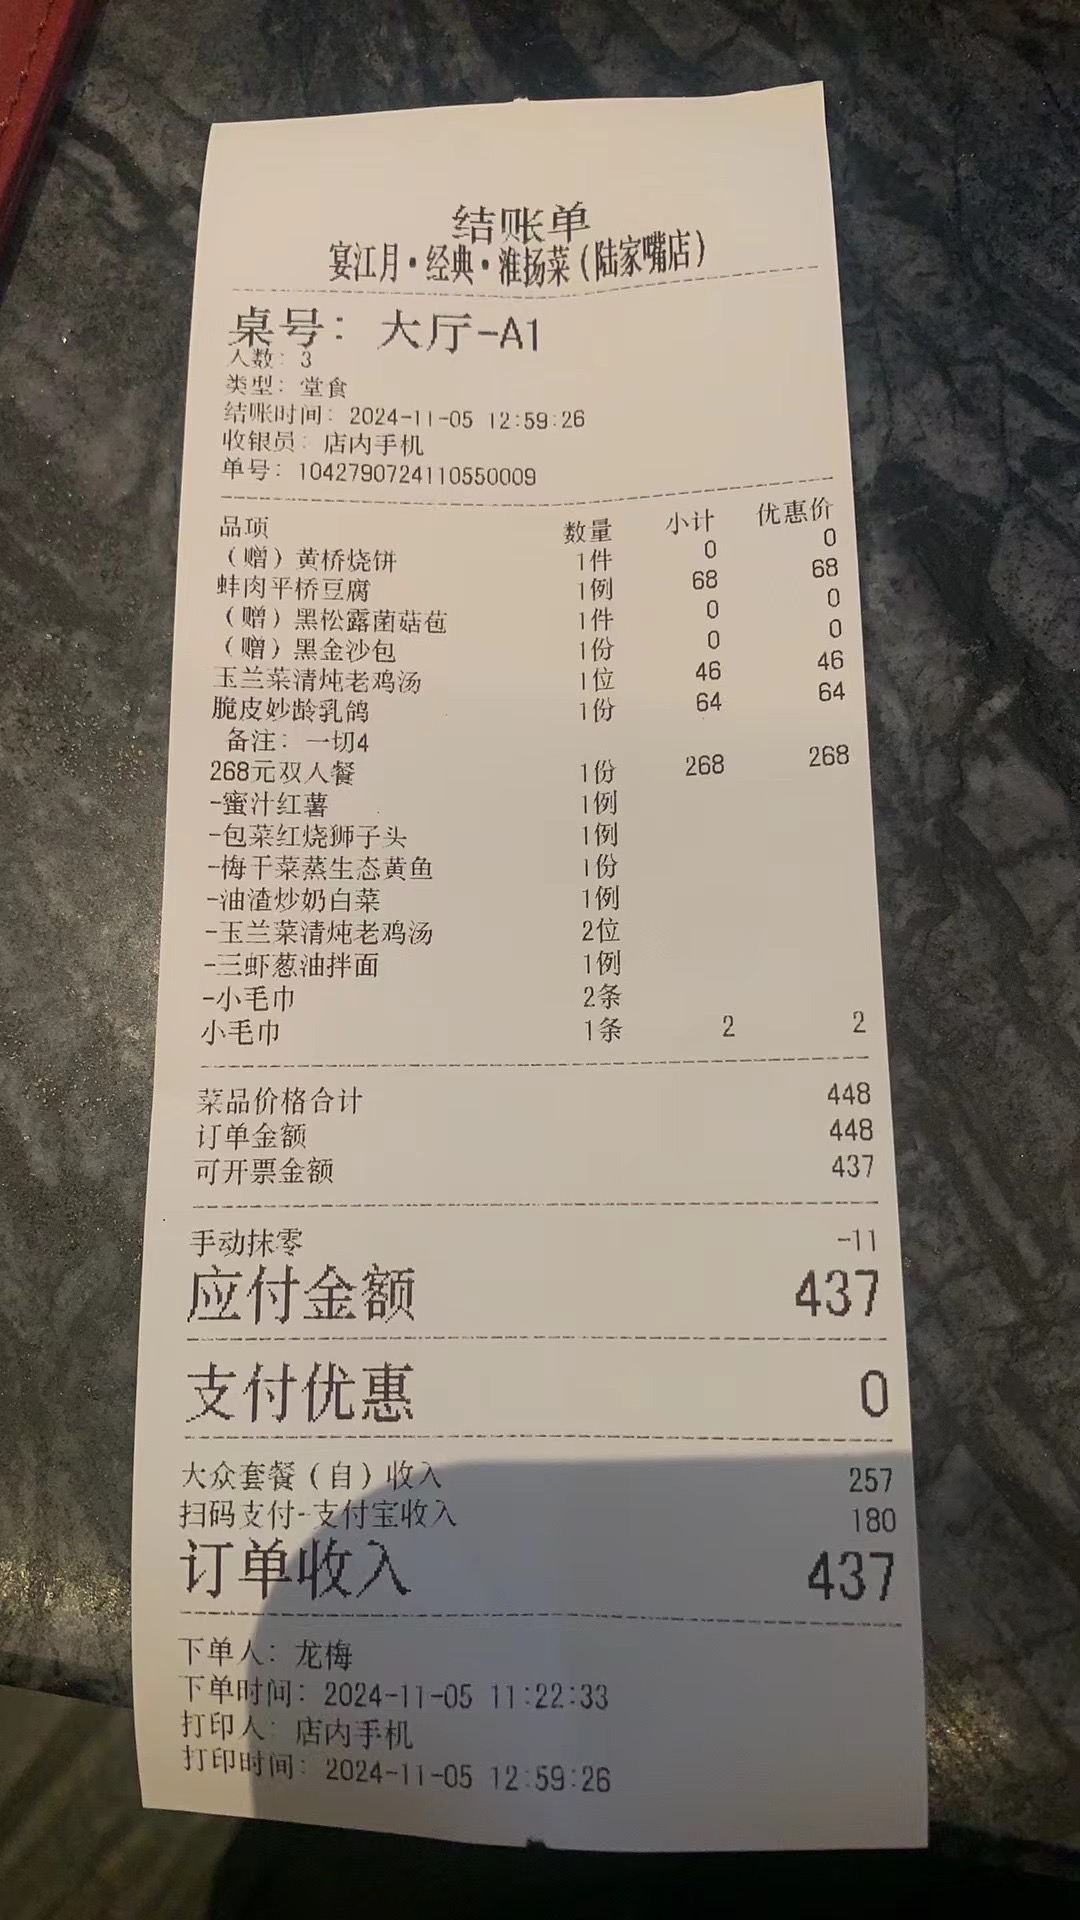 结账单
宴江月·经典·淮扬菜(陆家嘴店)
桌号: 大厅-A1
人数: 3
类型: 堂食
结账时间: 2024-11-05 12:59:26
收银员: 店内手机
单号: 1042790724110550009
品项 数量 小计 优惠价
(赠)黄桥烧饼 1件 0 0
蚌肉平桥豆腐 1例 68 68
(赠)黑松露菌菇苞 1件 0 0
(赠)黑金沙包 1份 0 0
玉兰菜清炖老鸡汤 1位 46 46
脆皮妙龄乳鸽 1份 64 64
备注: 一切4
268元双人餐 1份 268 268
-蜜汁红薯 1例
-包菜红烧狮子头 1例
-梅干菜蒸生态黄鱼 1份
-油渣炒奶白菜 1例
-玉兰菜清炖老鸡汤 2位
-三虾葱油拌面 1例
-小毛巾 2条
小毛巾 1条 2 2
菜品价格合计 448
订单金额 448
可开票金额 437
手动抹零 -11
应付金额 437
支付优惠 0
大众套餐(自)收入 257
扫码支付-支付宝收入 180
订单收入 437
下单人: 龙梅
下单时间: 2024-11-05 11:22:33
打印人: 店内手机
打印时间: 2024-11-05 12:59:26